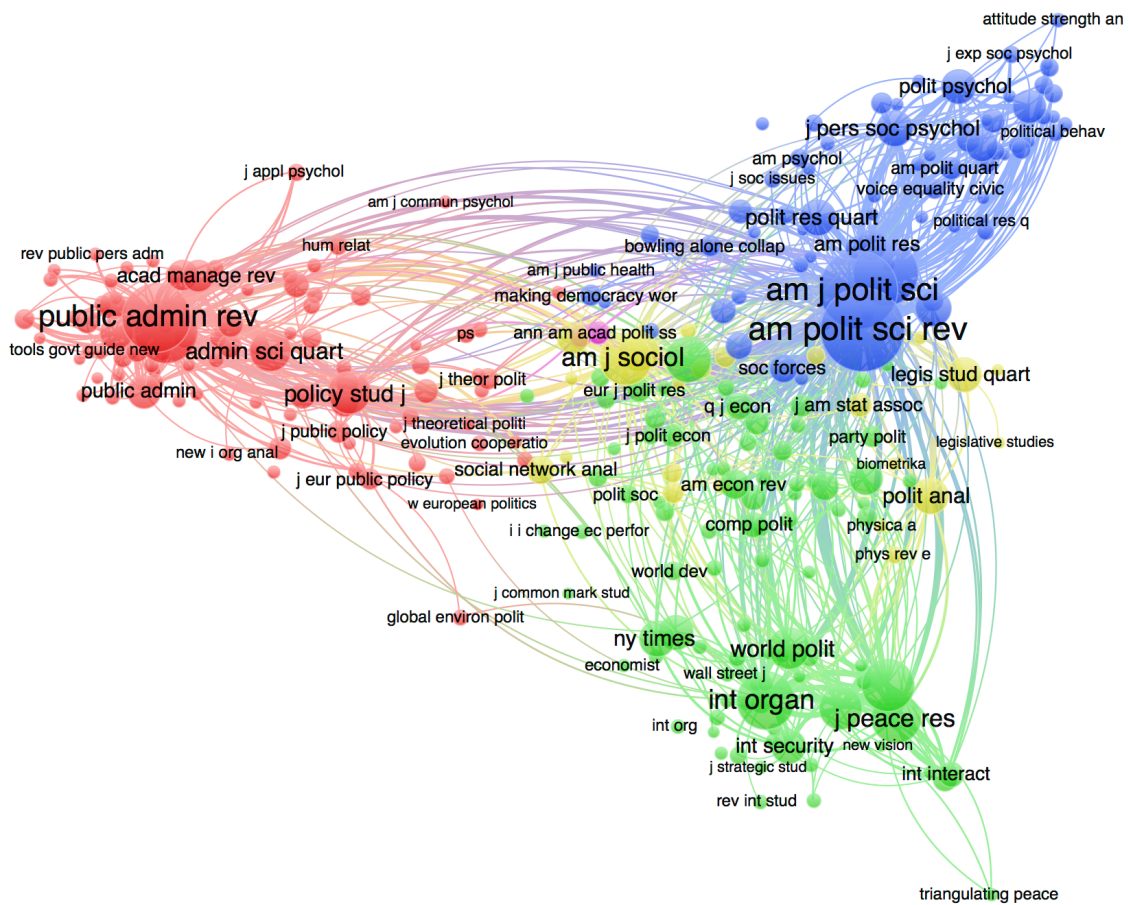 attitude strength an
j exp soc psychol
polit psychol
j pers soc psychol
political behav
am psychol
am polit quart
j soc issues
voice equality civic
j appl psychol
am j commun psychol
polit res quart
political res q
rev public pers adm
hum relat
bowling alone collap
am polit res
acad manage rev
am j public health
am j polit sci
making democracy wor
public admin rev
ps
ann am acad polit ss
am polit sci rev
tools govt guide new
admin sci quart
am j sociol
soc forces
legis stud quart
j theor polit
public admin
policy stud j
eur j polit res
q j econ
j am stat assoc
j theoretical politi
j public policy
evolution cooperatio
j polit econ
party polit
legislative studies
new i org anal
social network anal
biometrika
j eur public policy
am econ rev
polit soc
polit anal
w european politics
i i change ec perfor
comp polit
physica a
phys rev e
world dev
j common mark stud
global environ polit
ny times
world polit
economist
wall street j
int organ
j peace res
int org
int security
new vision
j strategic stud
int interact
rev int stud
triangulating peace